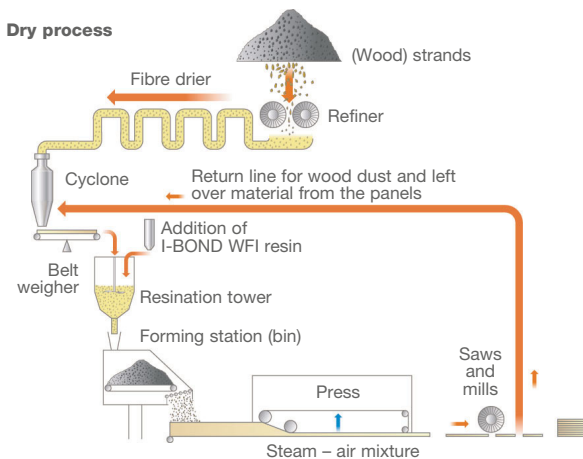 Dry process
(Wood) strands
Fibre drier
Refiner
Cyclone
Return line for wood dust and left
over material from the panels
Addition of
I-BOND WFI resin
Belt
weigher
Resination tower
Forming station (bin)
Saws
and
mills
Press
Steam – air mixture